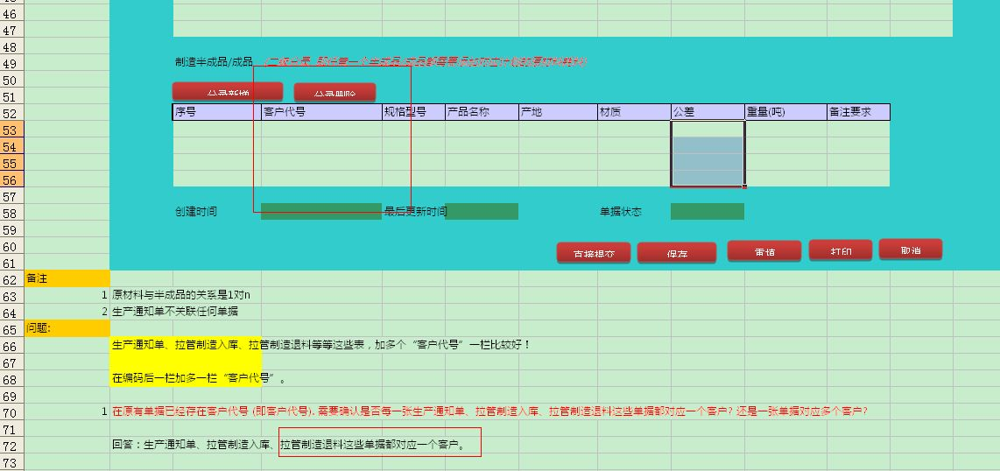 46
47
48
49 制造半成品/成品
50
51 分录新增 分录删除
52 序号 客户代号 规格型号 产品名称 产地 材质 公差 重量(吨) 备注要求
53
54
55
56
57
58 创建时间 最后更新时间 单据状态
59
60 直接提交 保存 重填 打印 取消
61
62 备注
63 1 原材料与半成品的关系是1对n
64 2 生产通知单不关联任何单据
65 问题:
66 生产通知单、拉管制造入库、拉管制造退料等等这些表，加多个“客户代号”一栏比较好！
67
68 在编码后一栏加多一栏“客户代号”。
69
70 1 在原有单据已经存在客户代号 (即客户代号). 需要确认是否每一张生产通知单、拉管制造入库、拉管制造退料这些单据都对应一个客户? 还是一张单据对应多个客户?
71
72 回答：生产通知单、拉管制造入库、拉管制造退料这些单据都对应一个客户。
73